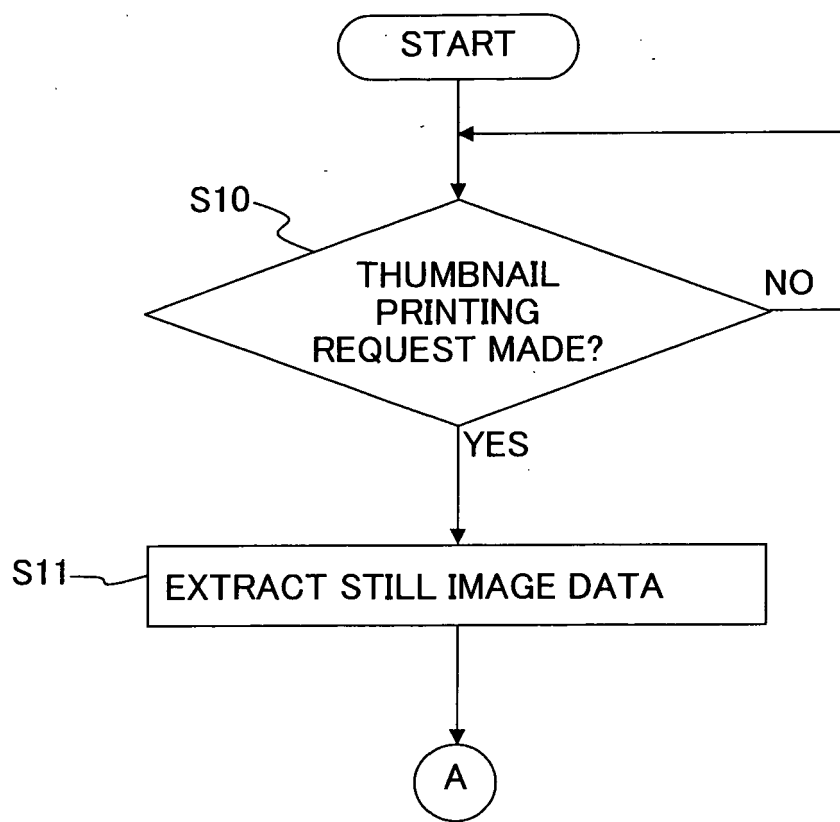 START
S10
THUMBNAIL
PRINTING
REQUEST MADE?
NO
YES
S11
EXTRACT STILL IMAGE DATA
A